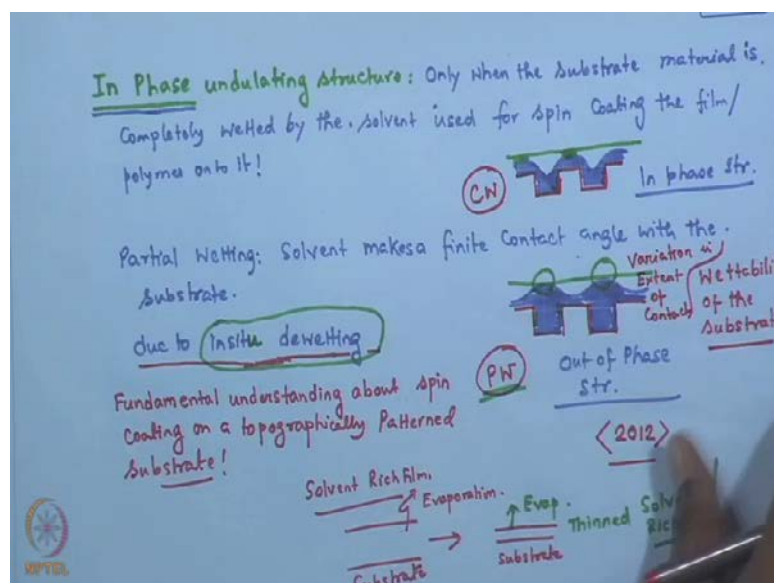 In Phase undulating structure: Only when the substrate material is
Completely wetted by the solvent used for spin coating the film/
polymer onto it!
CW
In phase Str.
Partial Wetting: Solvent makes a finite contact angle with the
substrate.
due to insitu dewetting
Variation in
Extent
of
Contact
Wettabili
of the
Substrat
PW
Out of Phase
Str.
Fundamental understanding about spin
coating on a topographically Patterned
substrate!
<2012>
Solvent Rich Film.
Evaporation.
Substrate
Evap.
Substrate
Thinned
NPTEL